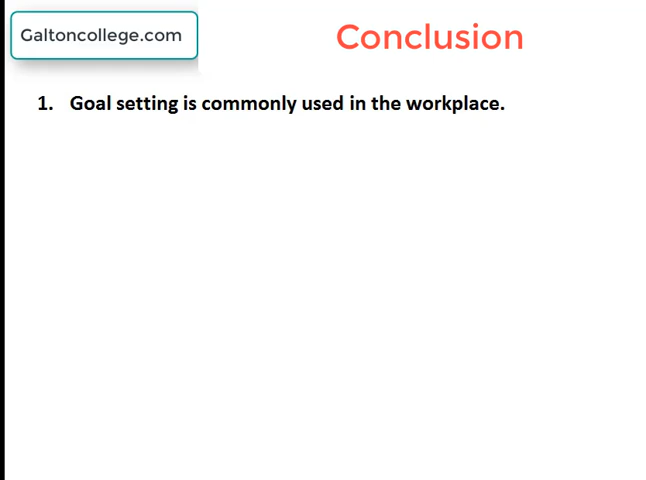 Galtoncollege.com
Conclusion
1. Goal setting is commonly used in the workplace.